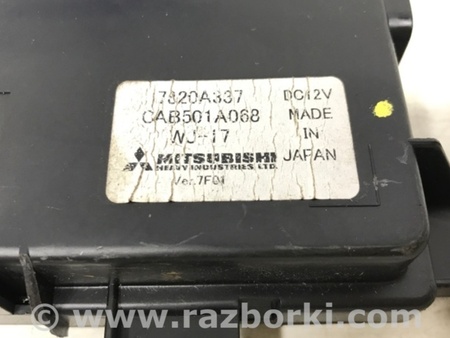 7820A337 DC12V
CAB501A068 MADE
WJ-17 IN
MITSUBISHI JAPAN
HEAVY INDUSTRIES, LTD.
Ver.7F01
© www.razborki.com